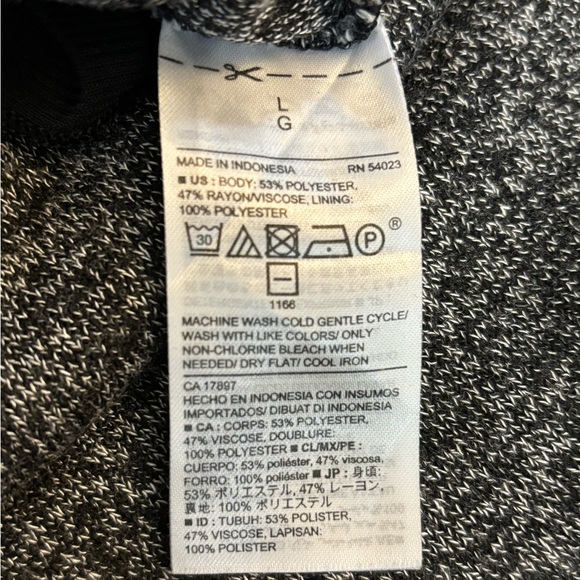 L
G
MADE IN INDONESIA RN 54023
■ US : BODY: 53% POLYESTER,
47% RAYON/VISCOSE, LINING:
100% POLYESTER
30 P ®
1166
MACHINE WASH COLD GENTLE CYCLE/
WASH WITH LIKE COLORS/ ONLY
NON-CHLORINE BLEACH WHEN
NEEDED/ DRY FLAT/ COOL IRON
CA 17897
HECHO EN INDONESIA CON INSUMOS
IMPORTADOS/ DIBUAT DI INDONESIA
■ CA : CORPS: 53% POLYESTER,
47% VISCOSE, DOUBLURE:
100% POLYESTER ■ CL/MX/PE :
CUERPO: 53% poliéster, 47% viscosa,
FORRO: 100% poliéster ■ JP : 身頃:
53% ポリエステル, 47% レーヨン,
裏地: 100% ポリエステル
■ ID : TUBUH: 53% POLISTER,
47% VISCOSE, LAPISAN:
100% POLISTER